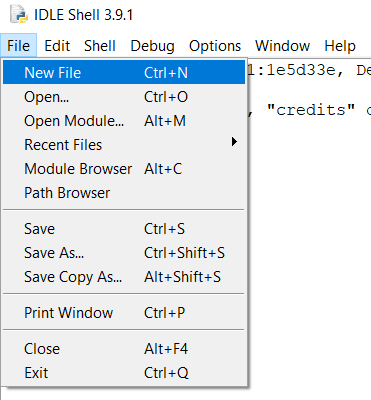 IDLE Shell 3.9.1
File Edit Shell Debug Options Window Help
New File Ctrl+N
1:1e5d33e, De
Open... Ctrl+O
Open Module... Alt+M
, "credits" c
Recent Files
Module Browser Alt+C
Path Browser
Save Ctrl+S
Save As... Ctrl+Shift+S
Save Copy As... Alt+Shift+S
Print Window Ctrl+P
Close Alt+F4
Exit Ctrl+Q